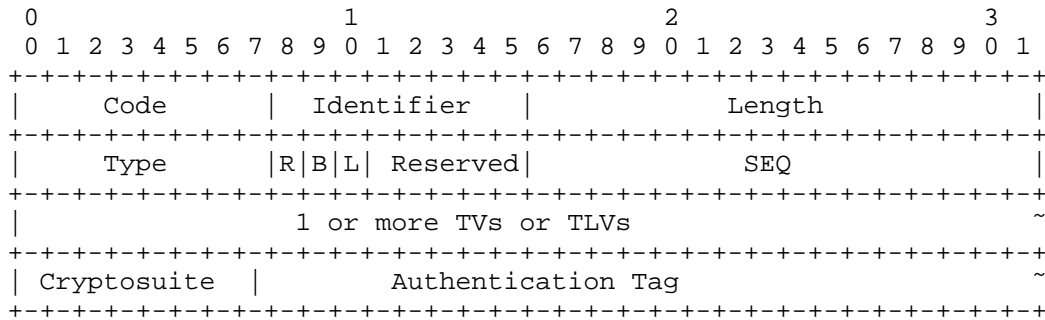 0                   1                   2                   3
 0 1 2 3 4 5 6 7 8 9 0 1 2 3 4 5 6 7 8 9 0 1 2 3 4 5 6 7 8 9 0 1
+-+-+-+-+-+-+-+-+-+-+-+-+-+-+-+-+-+-+-+-+-+-+-+-+-+-+-+-+-+-+-+-+
|     Code      |  Identifier   |            Length             |
+-+-+-+-+-+-+-+-+-+-+-+-+-+-+-+-+-+-+-+-+-+-+-+-+-+-+-+-+-+-+-+-+
|     Type      |R|B|L| Reserved|             SEQ               |
+-+-+-+-+-+-+-+-+-+-+-+-+-+-+-+-+-+-+-+-+-+-+-+-+-+-+-+-+-+-+-+-+
|                 1 or more TVs or TLVs                         ~
+-+-+-+-+-+-+-+-+-+-+-+-+-+-+-+-+-+-+-+-+-+-+-+-+-+-+-+-+-+-+-+-+
| Cryptosuite  |        Authentication Tag                      ~
+-+-+-+-+-+-+-+-+-+-+-+-+-+-+-+-+-+-+-+-+-+-+-+-+-+-+-+-+-+-+-+-+